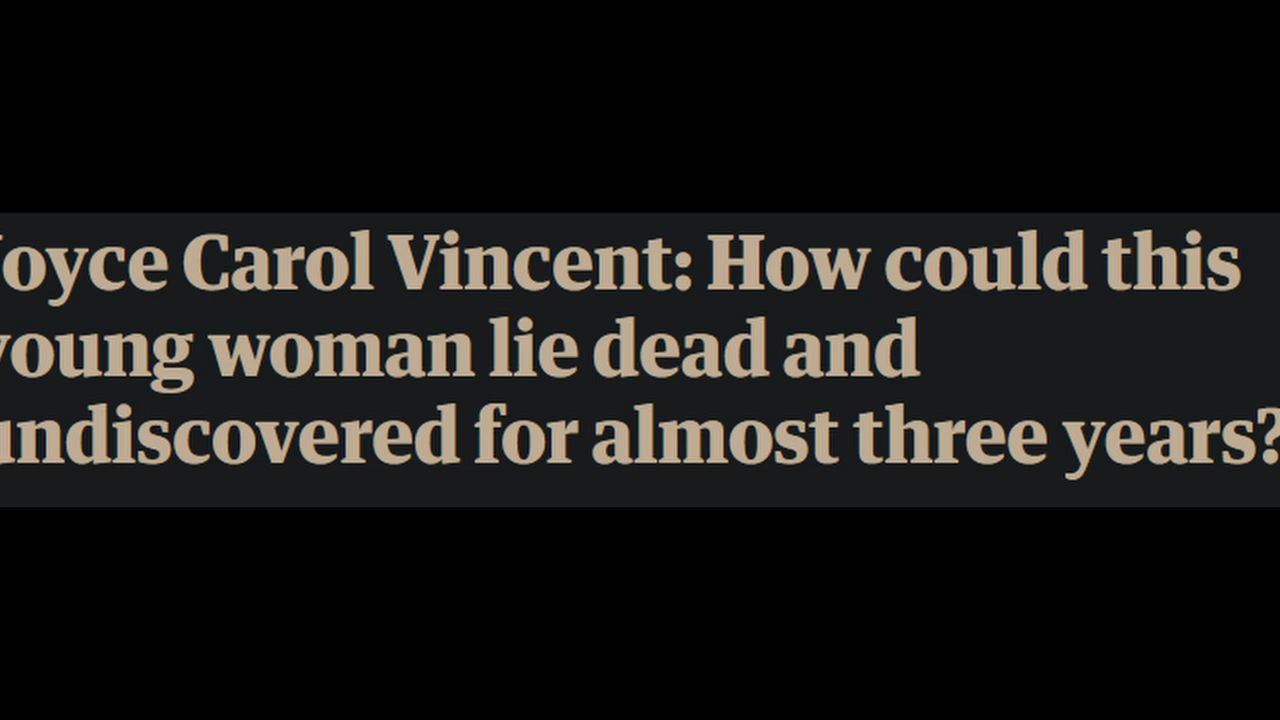 Joyce Carol Vincent: How could this
young woman lie dead and
undiscovered for almost three years?